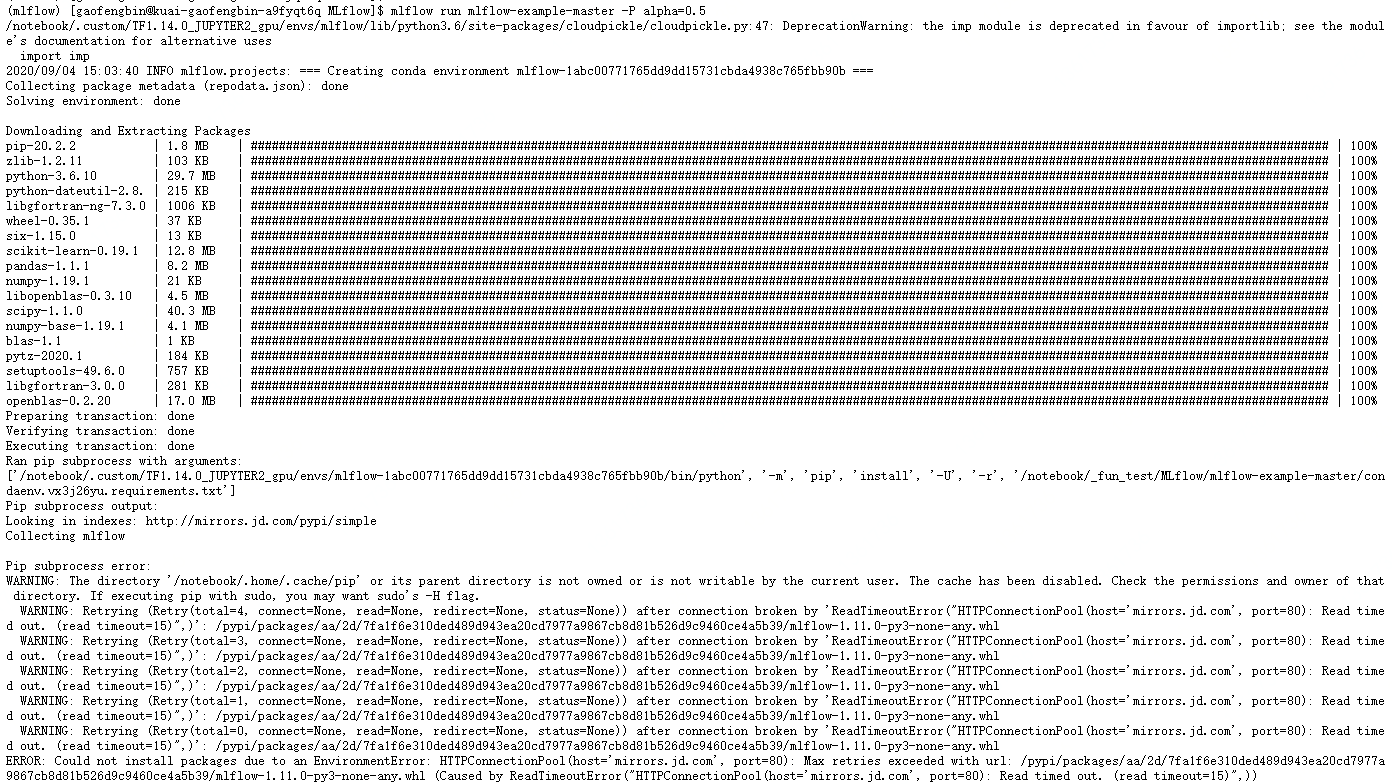 (mlflow) [gaofengbin@kuai-gaofengbin-a9fyqt6q MLflow]$ mlflow run mlflow-example-master -P alpha=0.5
/notebook/.custom/TF1.14.0_JUPYTER2_gpu/envs/mlflow/lib/python3.6/site-packages/cloudpickle/cloudpickle.py:47: DeprecationWarning: the imp module is deprecated in favour of importlib; see the modul
e's documentation for alternative uses
  import imp
2020/09/04 15:03:40 INFO mlflow.projects: === Creating conda environment mlflow-1abc00771765dd9dd15731cbda4938c765fbb90b ===
Collecting package metadata (repodata.json): done
Solving environment: done
Downloading and Extracting Packages
pip-20.2.2 | 1.8 MB | ############################################################ | 100%
zlib-1.2.11 | 103 KB | ############################################################ | 100%
python-3.6.10 | 29.7 MB | ############################################################ | 100%
python-dateutil-2.8. | 215 KB | ############################################################ | 100%
libgfortran-ng-7.3.0 | 1006 KB | ############################################################ | 100%
wheel-0.35.1 | 37 KB | ############################################################ | 100%
six-1.15.0 | 13 KB | ############################################################ | 100%
scikit-learn-0.19.1 | 12.8 MB | ############################################################ | 100%
pandas-1.1.1 | 8.2 MB | ############################################################ | 100%
numpy-1.19.1 | 21 KB | ############################################################ | 100%
libopenblas-0.3.10 | 4.5 MB | ############################################################ | 100%
scipy-1.1.0 | 40.3 MB | ############################################################ | 100%
numpy-base-1.19.1 | 4.1 MB | ############################################################ | 100%
blas-1.1 | 1 KB | ############################################################ | 100%
pytz-2020.1 | 184 KB | ############################################################ | 100%
setuptools-49.6.0 | 757 KB | ############################################################ | 100%
libgfortran-3.0.0 | 281 KB | ############################################################ | 100%
openblas-0.2.20 | 17.0 MB | ############################################################ | 100%
Preparing transaction: done
Verifying transaction: done
Executing transaction: done
Ran pip subprocess with arguments:
['/notebook/.custom/TF1.14.0_JUPYTER2_gpu/envs/mlflow-1abc00771765dd9dd15731cbda4938c765fbb90b/bin/python', '-m', 'pip', 'install', '-U', '-r', '/notebook/_fun_test/MLflow/mlflow-example-master/con
daenv.vx3j26yu.requirements.txt']
Pip subprocess output:
Looking in indexes: http://mirrors.jd.com/pypi/simple
Collecting mlflow
Pip subprocess error:
WARNING: The directory '/notebook/.home/.cache/pip' or its parent directory is not owned or is not writable by the current user. The cache has been disabled. Check the permissions and owner of that
 directory. If executing pip with sudo, you may want sudo's -H flag.
  WARNING: Retrying (Retry(total=4, connect=None, read=None, redirect=None, status=None)) after connection broken by 'ReadTimeoutError("HTTPConnectionPool(host='mirrors.jd.com', port=80): Read time
d out. (read timeout=15)",)': /pypi/packages/aa/2d/7fa1f6e310ded489d943ea20cd7977a9867cb8d81b526d9c9460ce4a5b39/mlflow-1.11.0-py3-none-any.whl
  WARNING: Retrying (Retry(total=3, connect=None, read=None, redirect=None, status=None)) after connection broken by 'ReadTimeoutError("HTTPConnectionPool(host='mirrors.jd.com', port=80): Read time
d out. (read timeout=15)",)': /pypi/packages/aa/2d/7fa1f6e310ded489d943ea20cd7977a9867cb8d81b526d9c9460ce4a5b39/mlflow-1.11.0-py3-none-any.whl
  WARNING: Retrying (Retry(total=2, connect=None, read=None, redirect=None, status=None)) after connection broken by 'ReadTimeoutError("HTTPConnectionPool(host='mirrors.jd.com', port=80): Read time
d out. (read timeout=15)",)': /pypi/packages/aa/2d/7fa1f6e310ded489d943ea20cd7977a9867cb8d81b526d9c9460ce4a5b39/mlflow-1.11.0-py3-none-any.whl
  WARNING: Retrying (Retry(total=1, connect=None, read=None, redirect=None, status=None)) after connection broken by 'ReadTimeoutError("HTTPConnectionPool(host='mirrors.jd.com', port=80): Read time
d out. (read timeout=15)",)': /pypi/packages/aa/2d/7fa1f6e310ded489d943ea20cd7977a9867cb8d81b526d9c9460ce4a5b39/mlflow-1.11.0-py3-none-any.whl
  WARNING: Retrying (Retry(total=0, connect=None, read=None, redirect=None, status=None)) after connection broken by 'ReadTimeoutError("HTTPConnectionPool(host='mirrors.jd.com', port=80): Read time
d out. (read timeout=15)",)': /pypi/packages/aa/2d/7fa1f6e310ded489d943ea20cd7977a9867cb8d81b526d9c9460ce4a5b39/mlflow-1.11.0-py3-none-any.whl
ERROR: Could not install packages due to an EnvironmentError: HTTPConnectionPool(host='mirrors.jd.com', port=80): Max retries exceeded with url: /pypi/packages/aa/2d/7fa1f6e310ded489d943ea20cd7977a
9867cb8d81b526d9c9460ce4a5b39/mlflow-1.11.0-py3-none-any.whl (Caused by ReadTimeoutError("HTTPConnectionPool(host='mirrors.jd.com', port=80): Read timed out. (read timeout=15)",))